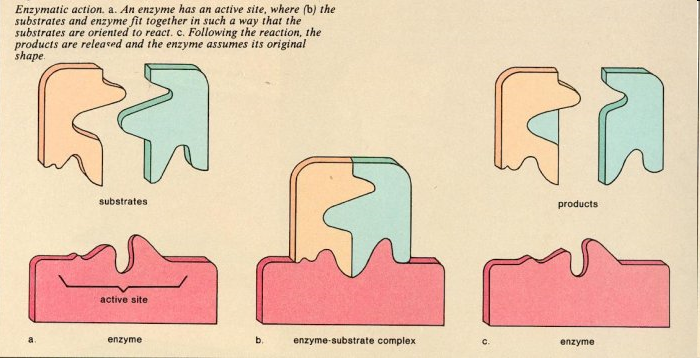 Enzymatic action. a. An enzyme has an active site, where (b) the
substrates and enzyme fit together in such a way that the
substrates are oriented to react. c. Following the reaction, the
products are released and the enzyme assumes its original
shape.
substrates
products
active site
a.
enzyme
b.
enzyme-substrate complex
c.
enzyme